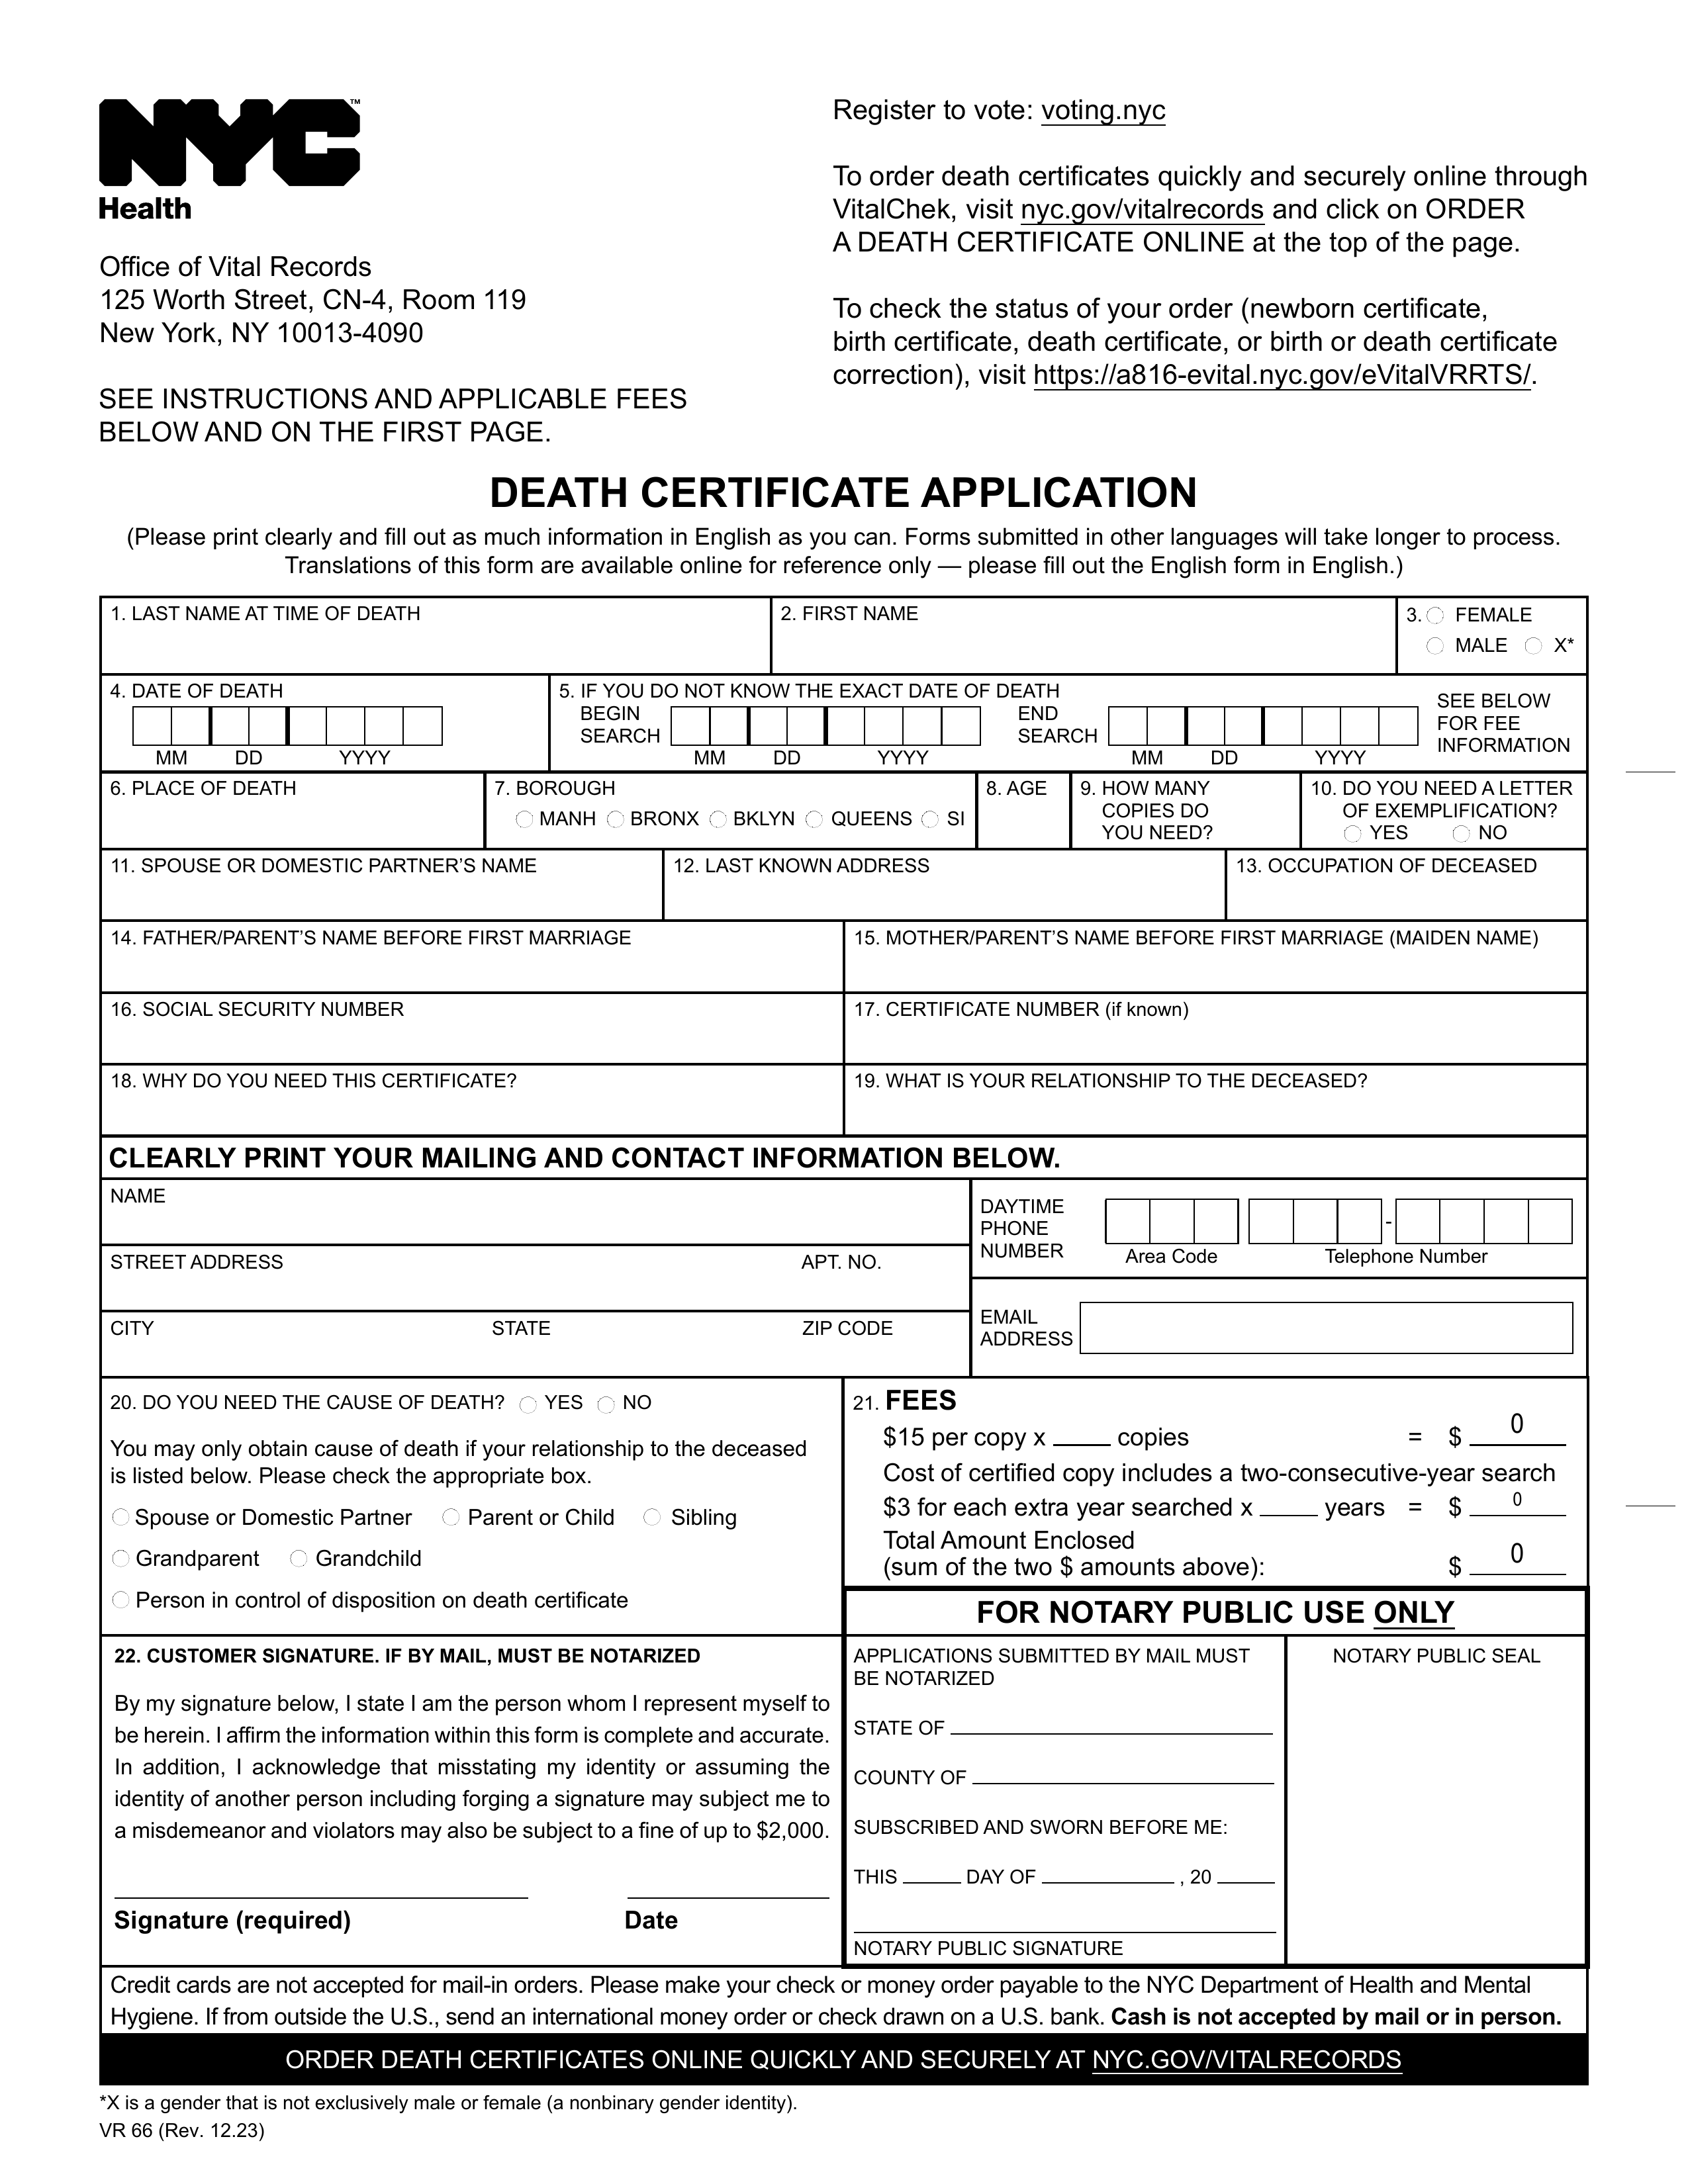 NYC™
Health
Office of Vital Records
125 Worth Street, CN-4, Room 119
New York, NY 10013-4090
SEE INSTRUCTIONS AND APPLICABLE FEES
BELOW AND ON THE FIRST PAGE.
Register to vote: voting.nyc
To order death certificates quickly and securely online through
VitalChek, visit nyc.gov/vitalrecords and click on ORDER
A DEATH CERTIFICATE ONLINE at the top of the page.
To check the status of your order (newborn certificate,
birth certificate, death certificate, or birth or death certificate
correction), visit https://a816-evital.nyc.gov/eVitalVRRTS/.
DEATH CERTIFICATE APPLICATION
(Please print clearly and fill out as much information in English as you can. Forms submitted in other languages will take longer to process.
Translations of this form are available online for reference only — please fill out the English form in English.)
1. LAST NAME AT TIME OF DEATH
2. FIRST NAME
3. FEMALE
MALE X*
4. DATE OF DEATH
MM DD YYYY
5. IF YOU DO NOT KNOW THE EXACT DATE OF DEATH
BEGIN
SEARCH
MM DD YYYY
END
SEARCH
MM DD YYYY
SEE BELOW
FOR FEE
INFORMATION
6. PLACE OF DEATH
7. BOROUGH
MANH BRONX BKLYN QUEENS SI
8. AGE
9. HOW MANY
COPIES DO
YOU NEED?
10. DO YOU NEED A LETTER
OF EXEMPLIFICATION?
YES NO
11. SPOUSE OR DOMESTIC PARTNER’S NAME
12. LAST KNOWN ADDRESS
13. OCCUPATION OF DECEASED
14. FATHER/PARENT’S NAME BEFORE FIRST MARRIAGE
15. MOTHER/PARENT’S NAME BEFORE FIRST MARRIAGE (MAIDEN NAME)
16. SOCIAL SECURITY NUMBER
17. CERTIFICATE NUMBER (if known)
18. WHY DO YOU NEED THIS CERTIFICATE?
19. WHAT IS YOUR RELATIONSHIP TO THE DECEASED?
CLEARLY PRINT YOUR MAILING AND CONTACT INFORMATION BELOW.
NAME
STREET ADDRESS APT. NO.
CITY STATE ZIP CODE
DAYTIME
PHONE
NUMBER
-
Area Code Telephone Number
EMAIL
ADDRESS
20. DO YOU NEED THE CAUSE OF DEATH? YES NO
You may only obtain cause of death if your relationship to the deceased
is listed below. Please check the appropriate box.
Spouse or Domestic Partner Parent or Child Sibling
Grandparent Grandchild
Person in control of disposition on death certificate
21. FEES
$15 per copy x ____ copies = $ 0
Cost of certified copy includes a two-consecutive-year search
$3 for each extra year searched x ____ years = $ 0
Total Amount Enclosed
(sum of the two $ amounts above): $ 0
22. CUSTOMER SIGNATURE. IF BY MAIL, MUST BE NOTARIZED
By my signature below, I state I am the person whom I represent myself to
be herein. I affirm the information within this form is complete and accurate.
In addition, I acknowledge that misstating my identity or assuming the
identity of another person including forging a signature may subject me to
a misdemeanor and violators may also be subject to a fine of up to $2,000.
Signature (required) Date
FOR NOTARY PUBLIC USE ONLY
APPLICATIONS SUBMITTED BY MAIL MUST
BE NOTARIZED
STATE OF
COUNTY OF
SUBSCRIBED AND SWORN BEFORE ME:
THIS ____ DAY OF ____ , 20 ____
NOTARY PUBLIC SIGNATURE
NOTARY PUBLIC SEAL
Credit cards are not accepted for mail-in orders. Please make your check or money order payable to the NYC Department of Health and Mental
Hygiene. If from outside the U.S., send an international money order or check drawn on a U.S. bank. Cash is not accepted by mail or in person.
ORDER DEATH CERTIFICATES ONLINE QUICKLY AND SECURELY AT NYC.GOV/VITALRECORDS
*X is a gender that is not exclusively male or female (a nonbinary gender identity).
VR 66 (Rev. 12.23)